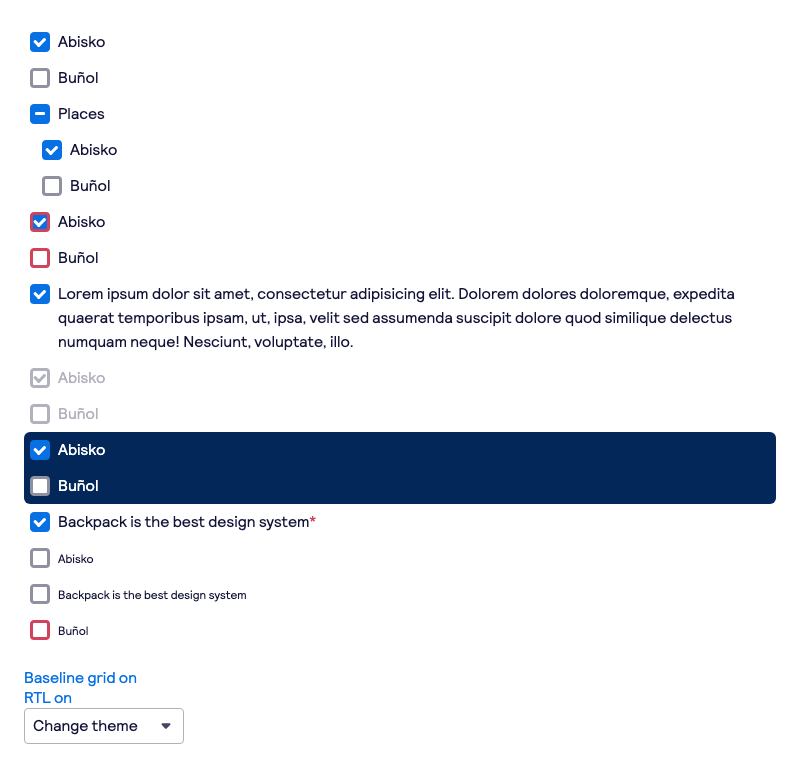 Abisko
Buñol
Places
Abisko
Buñol
Abisko
Buñol
Lorem ipsum dolor sit amet, consectetur adipisicing elit. Dolorem dolores doloremque, expedita
quaerat temporibus ipsam, ut, ipsa, velit sed assumenda suscipit dolore quod similique delectus
numquam neque! Nesciunt, voluptate, illo.
Abisko
Buñol
Abisko
Buñol
Backpack is the best design system*
Abisko
Backpack is the best design system
Buñol
Baseline grid on
RTL on
Change theme